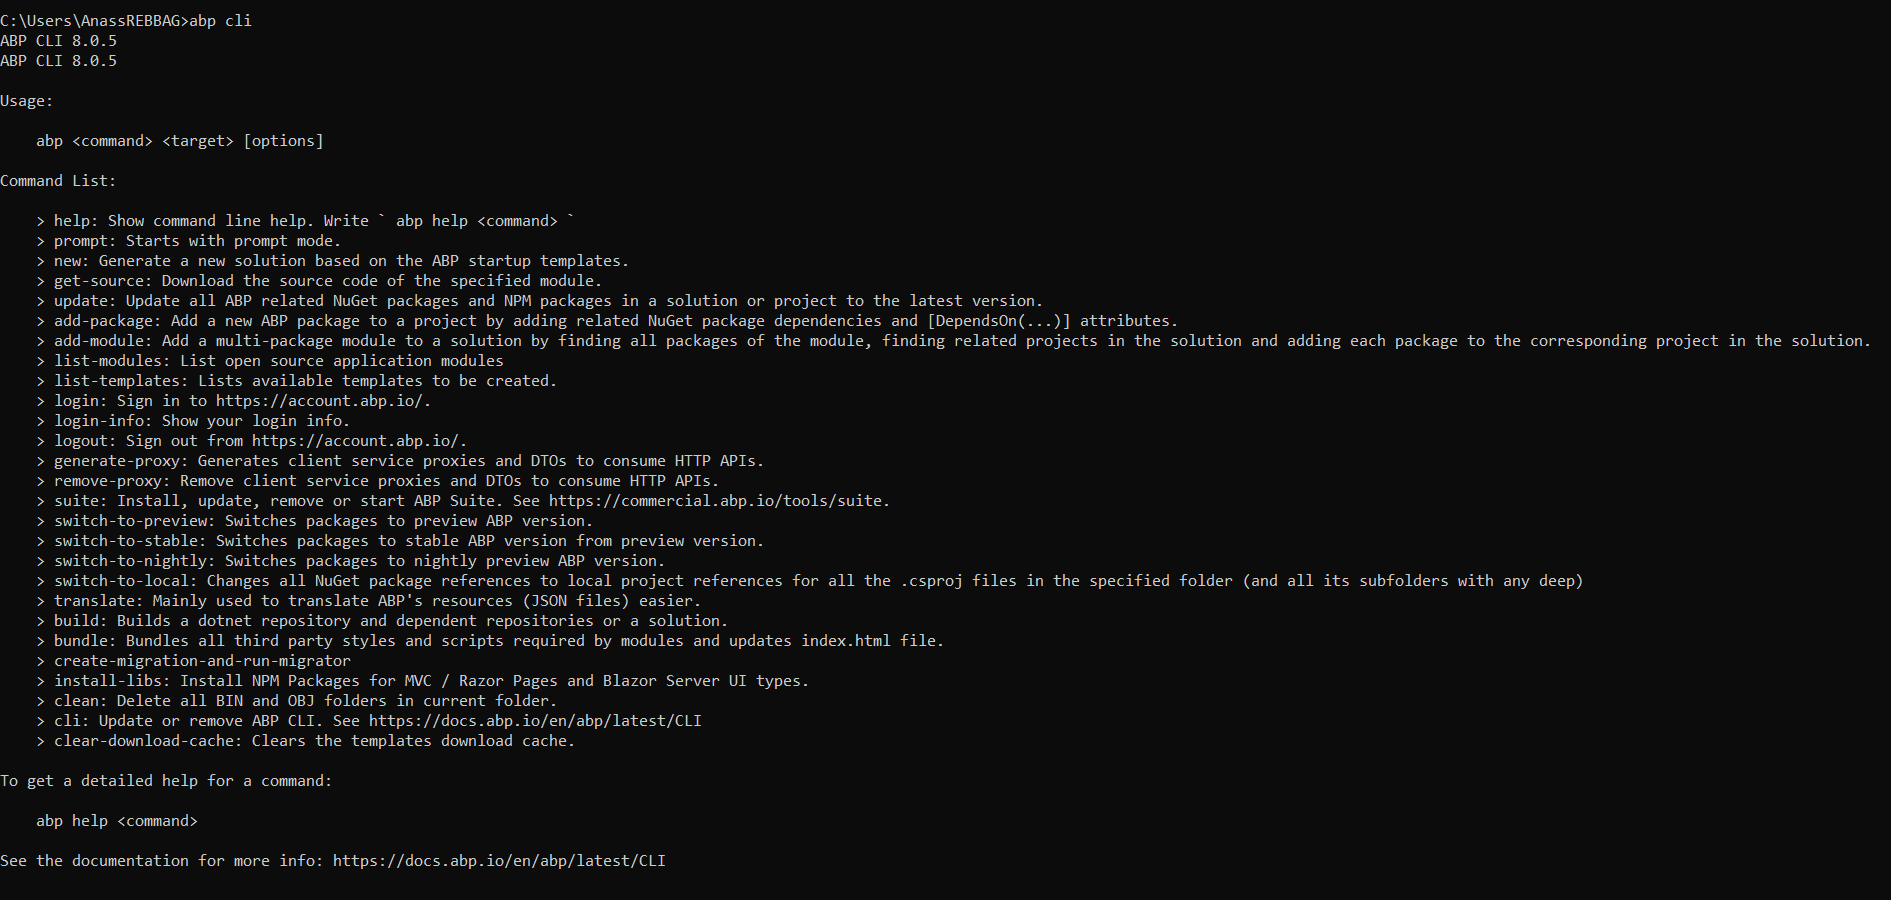 C:\Users\AnassREBBAG>abp cli
ABP CLI 8.0.5
ABP CLI 8.0.5
Usage:
abp <command> <target> [options]
Command List:
> help: Show command line help. Write ` abp help <command> `
> prompt: Starts with prompt mode.
> new: Generate a new solution based on the ABP startup templates.
> get-source: Download the source code of the specified module.
> update: Update all ABP related NuGet packages and NPM packages in a solution or project to the latest version.
> add-package: Add a new ABP package to a project by adding related NuGet package dependencies and [DependsOn(...)] attributes.
> add-module: Add a multi-package module to a solution by finding all packages of the module, finding related projects in the solution and adding each package to the corresponding project in the solution.
> list-modules: List open source application modules
> list-templates: Lists available templates to be created.
> login: Sign in to https://account.abp.io/.
> login-info: Show your login info.
> logout: Sign out from https://account.abp.io/.
> generate-proxy: Generates client service proxies and DTOs to consume HTTP APIs.
> remove-proxy: Remove client service proxies and DTOs to consume HTTP APIs.
> suite: Install, update, remove or start ABP Suite. See https://commercial.abp.io/tools/suite.
> switch-to-preview: Switches packages to preview ABP version.
> switch-to-stable: Switches packages to stable ABP version from preview version.
> switch-to-nightly: Switches packages to nightly preview ABP version.
> switch-to-local: Changes all NuGet package references to local project references for all the .csproj files in the specified folder (and all its subfolders with any deep)
> translate: Mainly used to translate ABP's resources (JSON files) easier.
> build: Builds a dotnet repository and dependent repositories or a solution.
> bundle: Bundles all third party styles and scripts required by modules and updates index.html file.
> create-migration-and-run-migrator
> install-libs: Install NPM Packages for MVC / Razor Pages and Blazor Server UI types.
> clean: Delete all BIN and OBJ folders in current folder.
> cli: Update or remove ABP CLI. See https://docs.abp.io/en/abp/latest/CLI
> clear-download-cache: Clears the templates download cache.
To get a detailed help for a command:
abp help <command>
See the documentation for more info: https://docs.abp.io/en/abp/latest/CLI